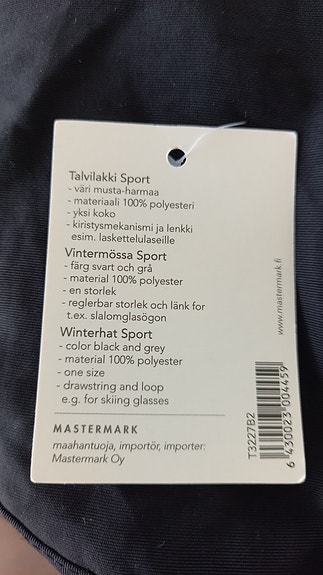 Talvilakki Sport
- väri musta-harmaa
- materiaali 100% polyesteri
- yksi koko
- kiristysmekanismi ja lenkki
esim. laskettelulaseille
Vintermössa Sport
- färg svart och grå
- material 100% polyester
- en storlek
- reglerbar storlek och länk for
t.ex. slalomglasögon
Winterhat Sport
- color black and grey
- material 100% polyester
- one size
- drawstring and loop
e.g. for skiing glasses
MASTERMARK
maahantuoja, importör, importer:
Mastermark Oy
www.mastermark.fi
T3227B2
6 430023 004459